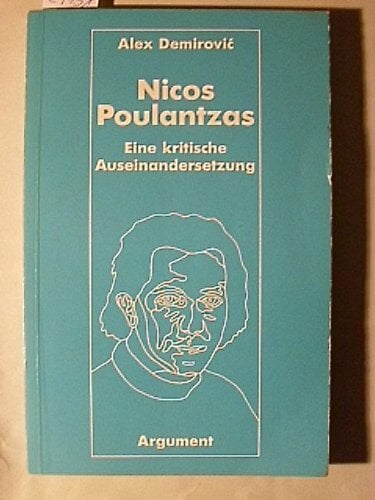 Alex Demirović
Nicos
Poulantzas
Eine kritische
Auseinandersetzung
Argument